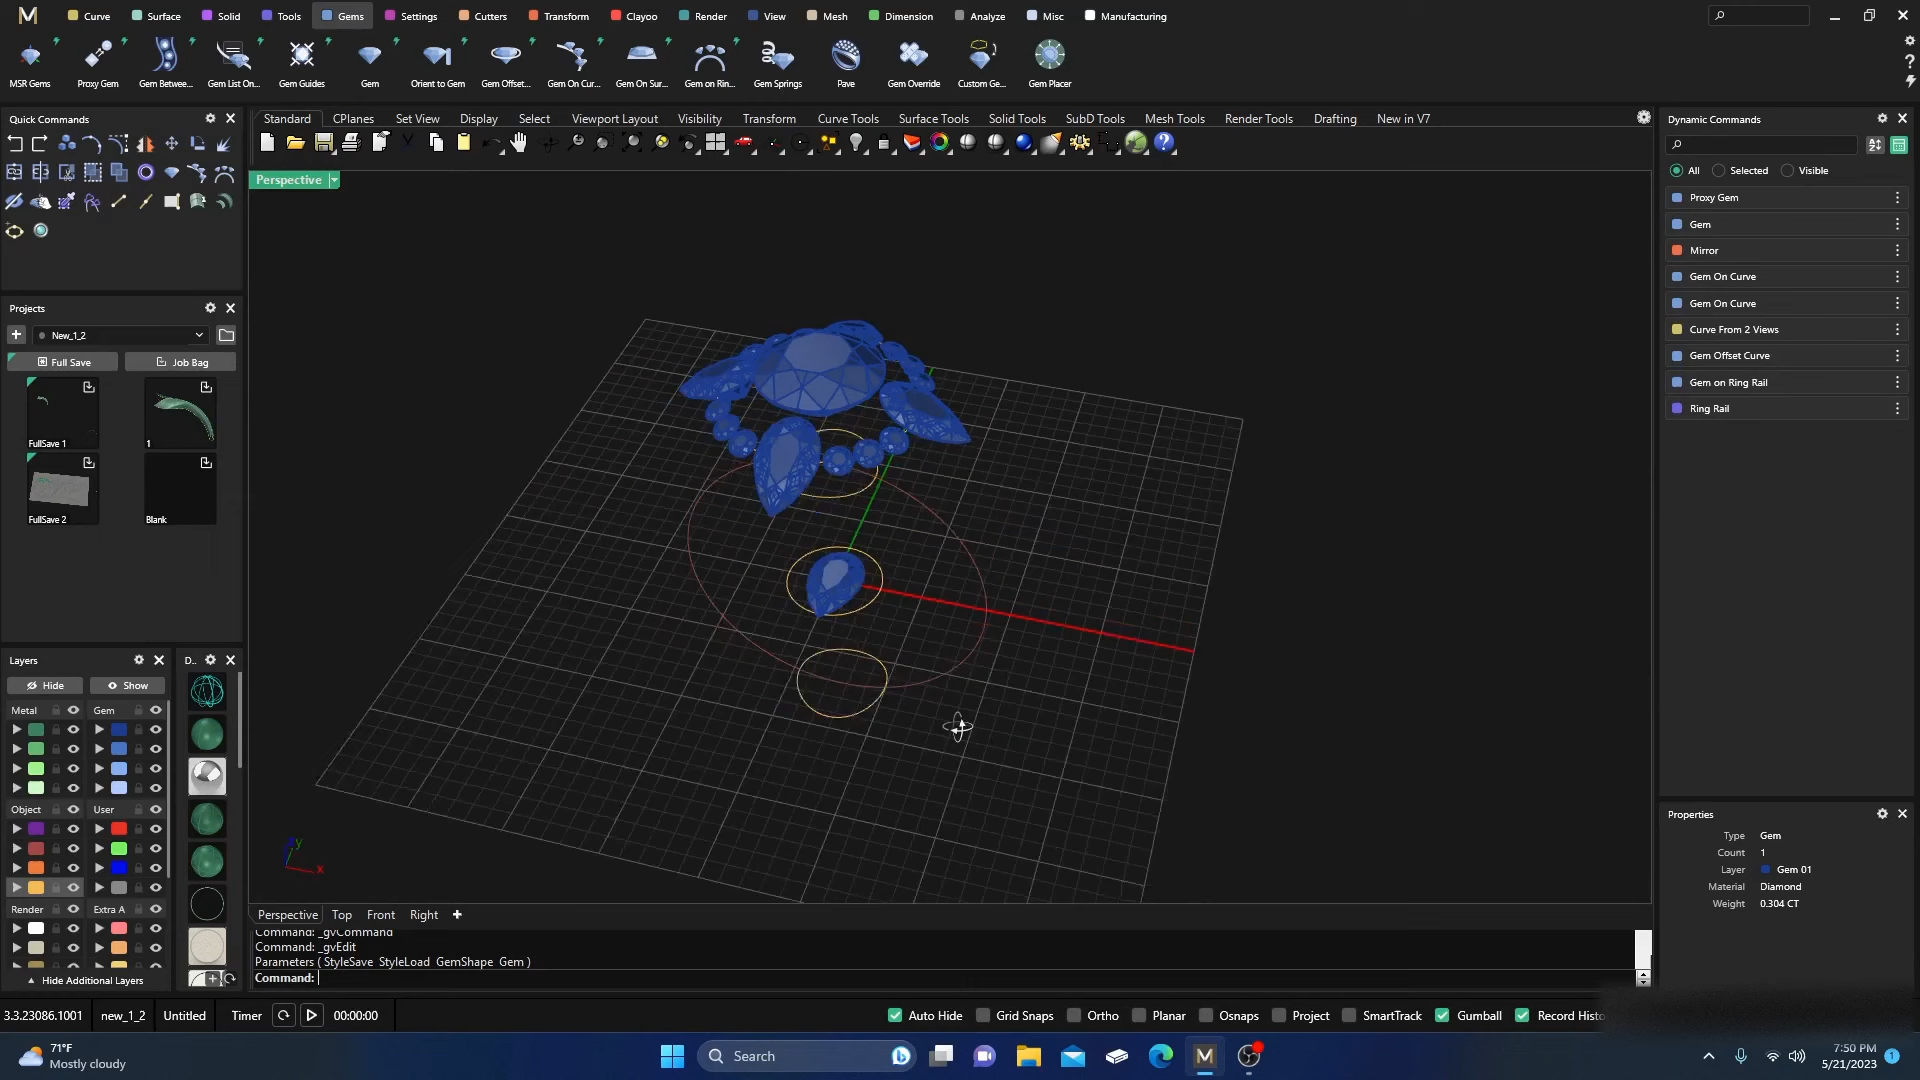 Curve Surface Solid Tools Gems Settings Cutters Transform Clayoo Render View Mesh Dimension Analyze Misc Manufacturing
MSR Gems Proxy Gem Gem Betwee... Gem List On... Gem Guides Gem Orient to Gem Gem Offset... Gem On Cur... Gem On Sur... Gem on Rin... Gem Springs Pave Gem Override Custom Ge... Gem Placer
Quick Commands
Standard CPlanes Set View Display Select Viewport Layout Visibility Transform Curve Tools Surface Tools Solid Tools SubD Tools Mesh Tools Render Tools Drafting New in V7
Perspective
Projects
New_1_2
Full Save Job Bag
FullSave 1 1
FullSave 2 Blank
Layers D..
Hide Show
Metal Gem
Object User
Render Extra A
Hide Additional Layers
y
x
Perspective Top Front Right
Command: _gvCommand
Command: _gvEdit
Parameters ( StyleSave StyleLoad GemShape Gem )
Command:
Dynamic Commands
All Selected Visible
Proxy Gem
Gem
Mirror
Gem On Curve
Gem On Curve
Curve From 2 Views
Gem Offset Curve
Gem on Ring Rail
Ring Rail
Properties
Type Gem
Count 1
Layer Gem 01
Material Diamond
Weight 0.304 CT
3.3.23086.1001 new_1_2 Untitled Timer 00:00:00 Auto Hide Grid Snaps Ortho Planar Osnaps Project SmartTrack Gumball Record Histo
71°F
Mostly cloudy
Search
7:50 PM
5/21/2023
1